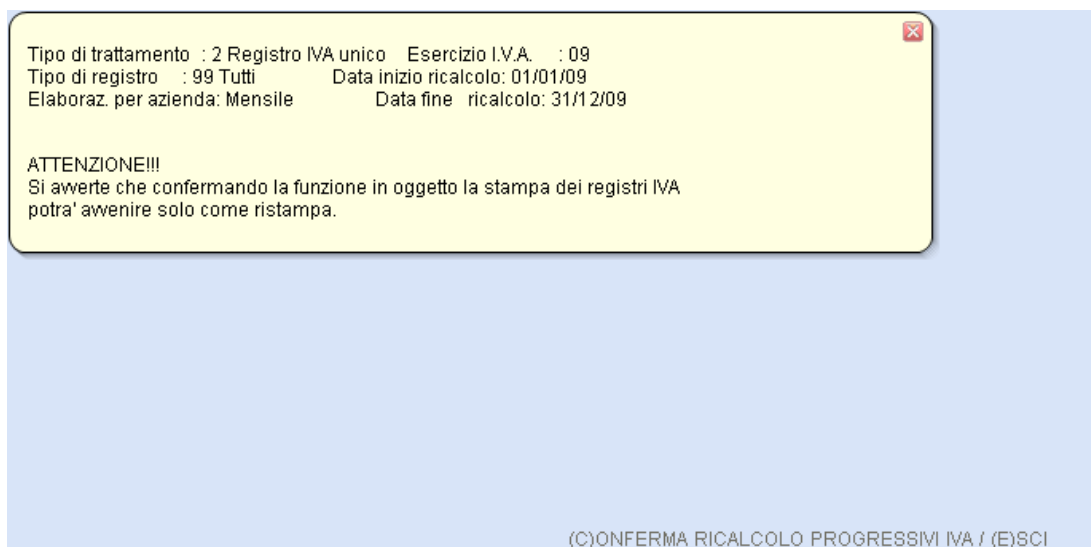 Tipo di trattamento : 2 Registro IVA unico Esercizio I.V.A. : 09
Tipo di registro : 99 Tutti Data inizio ricalcolo: 01/01/09
Elaboraz. per azienda: Mensile Data fine ricalcolo: 31/12/09
ATTENZIONE!!!
Si avverte che confermando la funzione in oggetto la stampa dei registri IVA
potra' avvenire solo come ristampa.
(C)ONFERMA RICALCOLO PROGRESSIVI IVA / (E)SCI